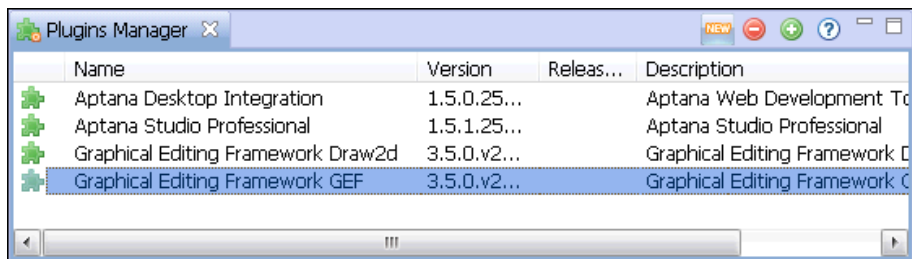 Plugins Manager
NEW
Name Version Releas... Description
Aptana Desktop Integration 1.5.0.25... Aptana Web Development
Aptana Studio Professional 1.5.1.25... Aptana Studio Professional
Graphical Editing Framework Draw2d 3.5.0.v2... Graphical Editing Framework
Graphical Editing Framework GEF 3.5.0.v2... Graphical Editing Framework